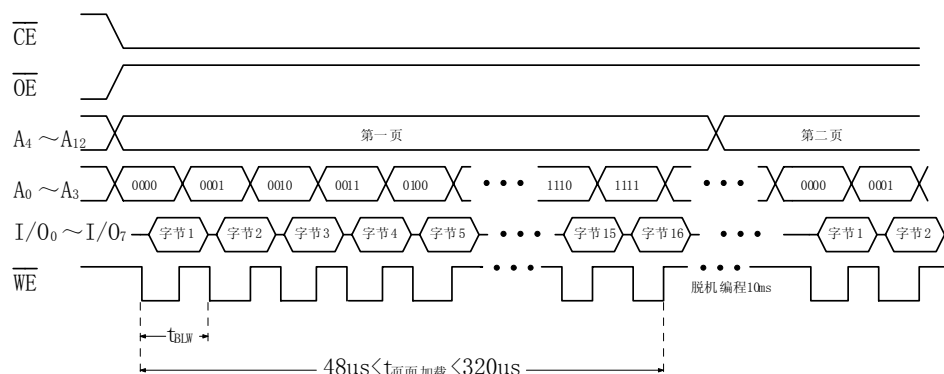 CE
OE
A₄～A₁₂ 第一页 第二页
A₀～A₃ 0000 0001 0010 0011 0100 ••• 1110 1111 ••• 0000 0001
I/O₀～I/O₇ 字节1 字节2 字节3 字节4 字节5 ••• 字节15 字节16 ••• 字节1 字节2
WE ••• ••••
脱机编程10ms
t_BLW
48us<t页面加载<320us